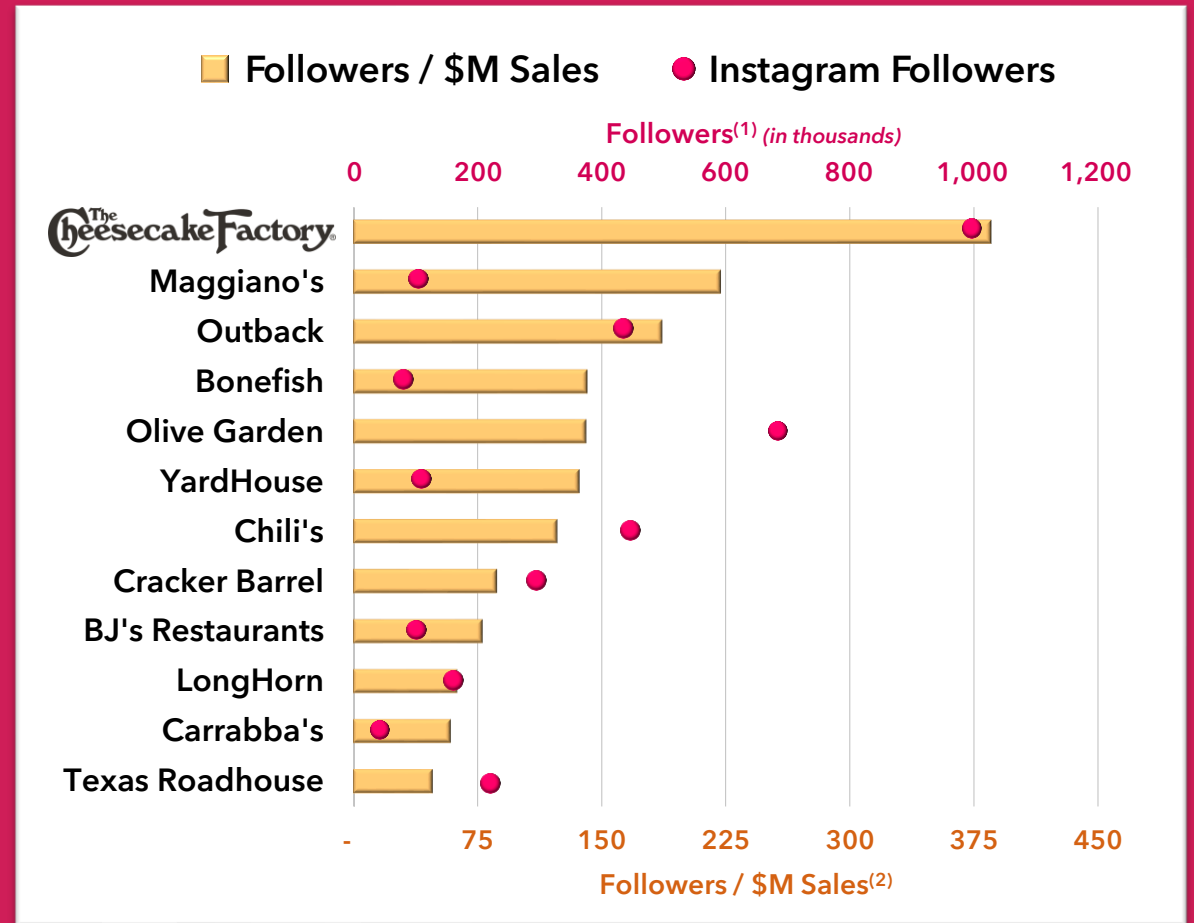 Followers / $M Sales Instagram Followers
Followers(1) (in thousands)
0 200 400 600 800 1,000 1,200
The Cheesecake Factory®
Maggiano's
Outback
Bonefish
Olive Garden
YardHouse
Chili's
Cracker Barrel
BJ's Restaurants
LongHorn
Carrabba's
Texas Roadhouse
- 75 150 225 300 375 450
Followers / $M Sales(2)